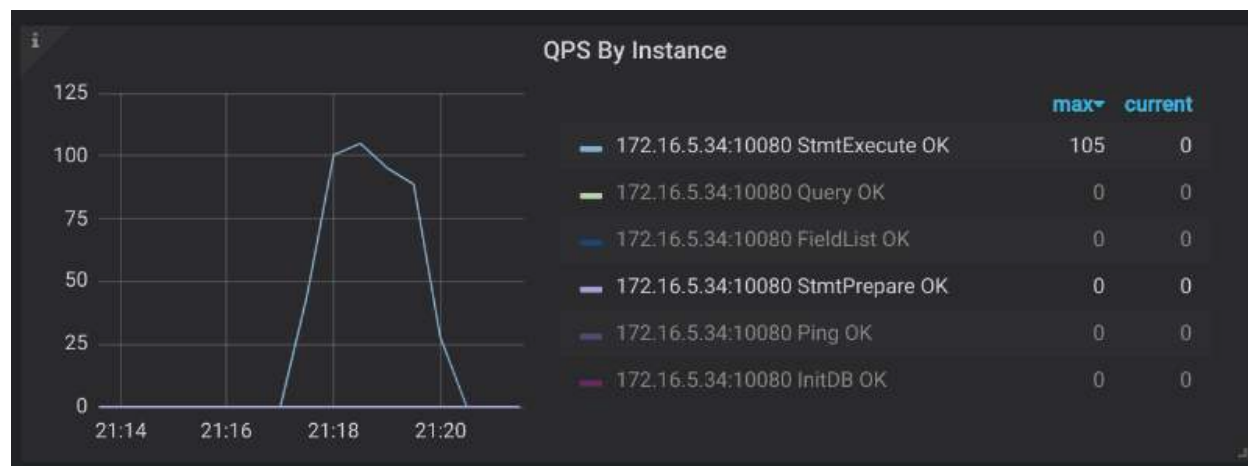 i
QPS By Instance
125
100
75
50
25
0
21:14 21:16 21:18 21:20
max current
172.16.5.34:10080 StmtExecute OK 105 0
172.16.5.34:10080 Query OK 0 0
172.16.5.34:10080 FieldList OK 0 0
172.16.5.34:10080 StmtPrepare OK 0 0
172.16.5.34:10080 Ping OK 0 0
172.16.5.34:10080 InitDB OK 0 0